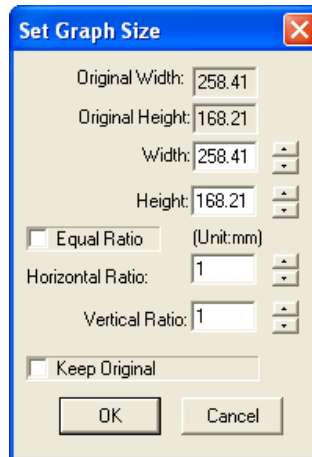 Set Graph Size
Original Width: 258.41
Original Height: 168.21
Width: 258.41
Height: 168.21
Equal Ratio (Unit:mm)
Horizontal Ratio: 1
Vertical Ratio: 1
Keep Original
OK Cancel